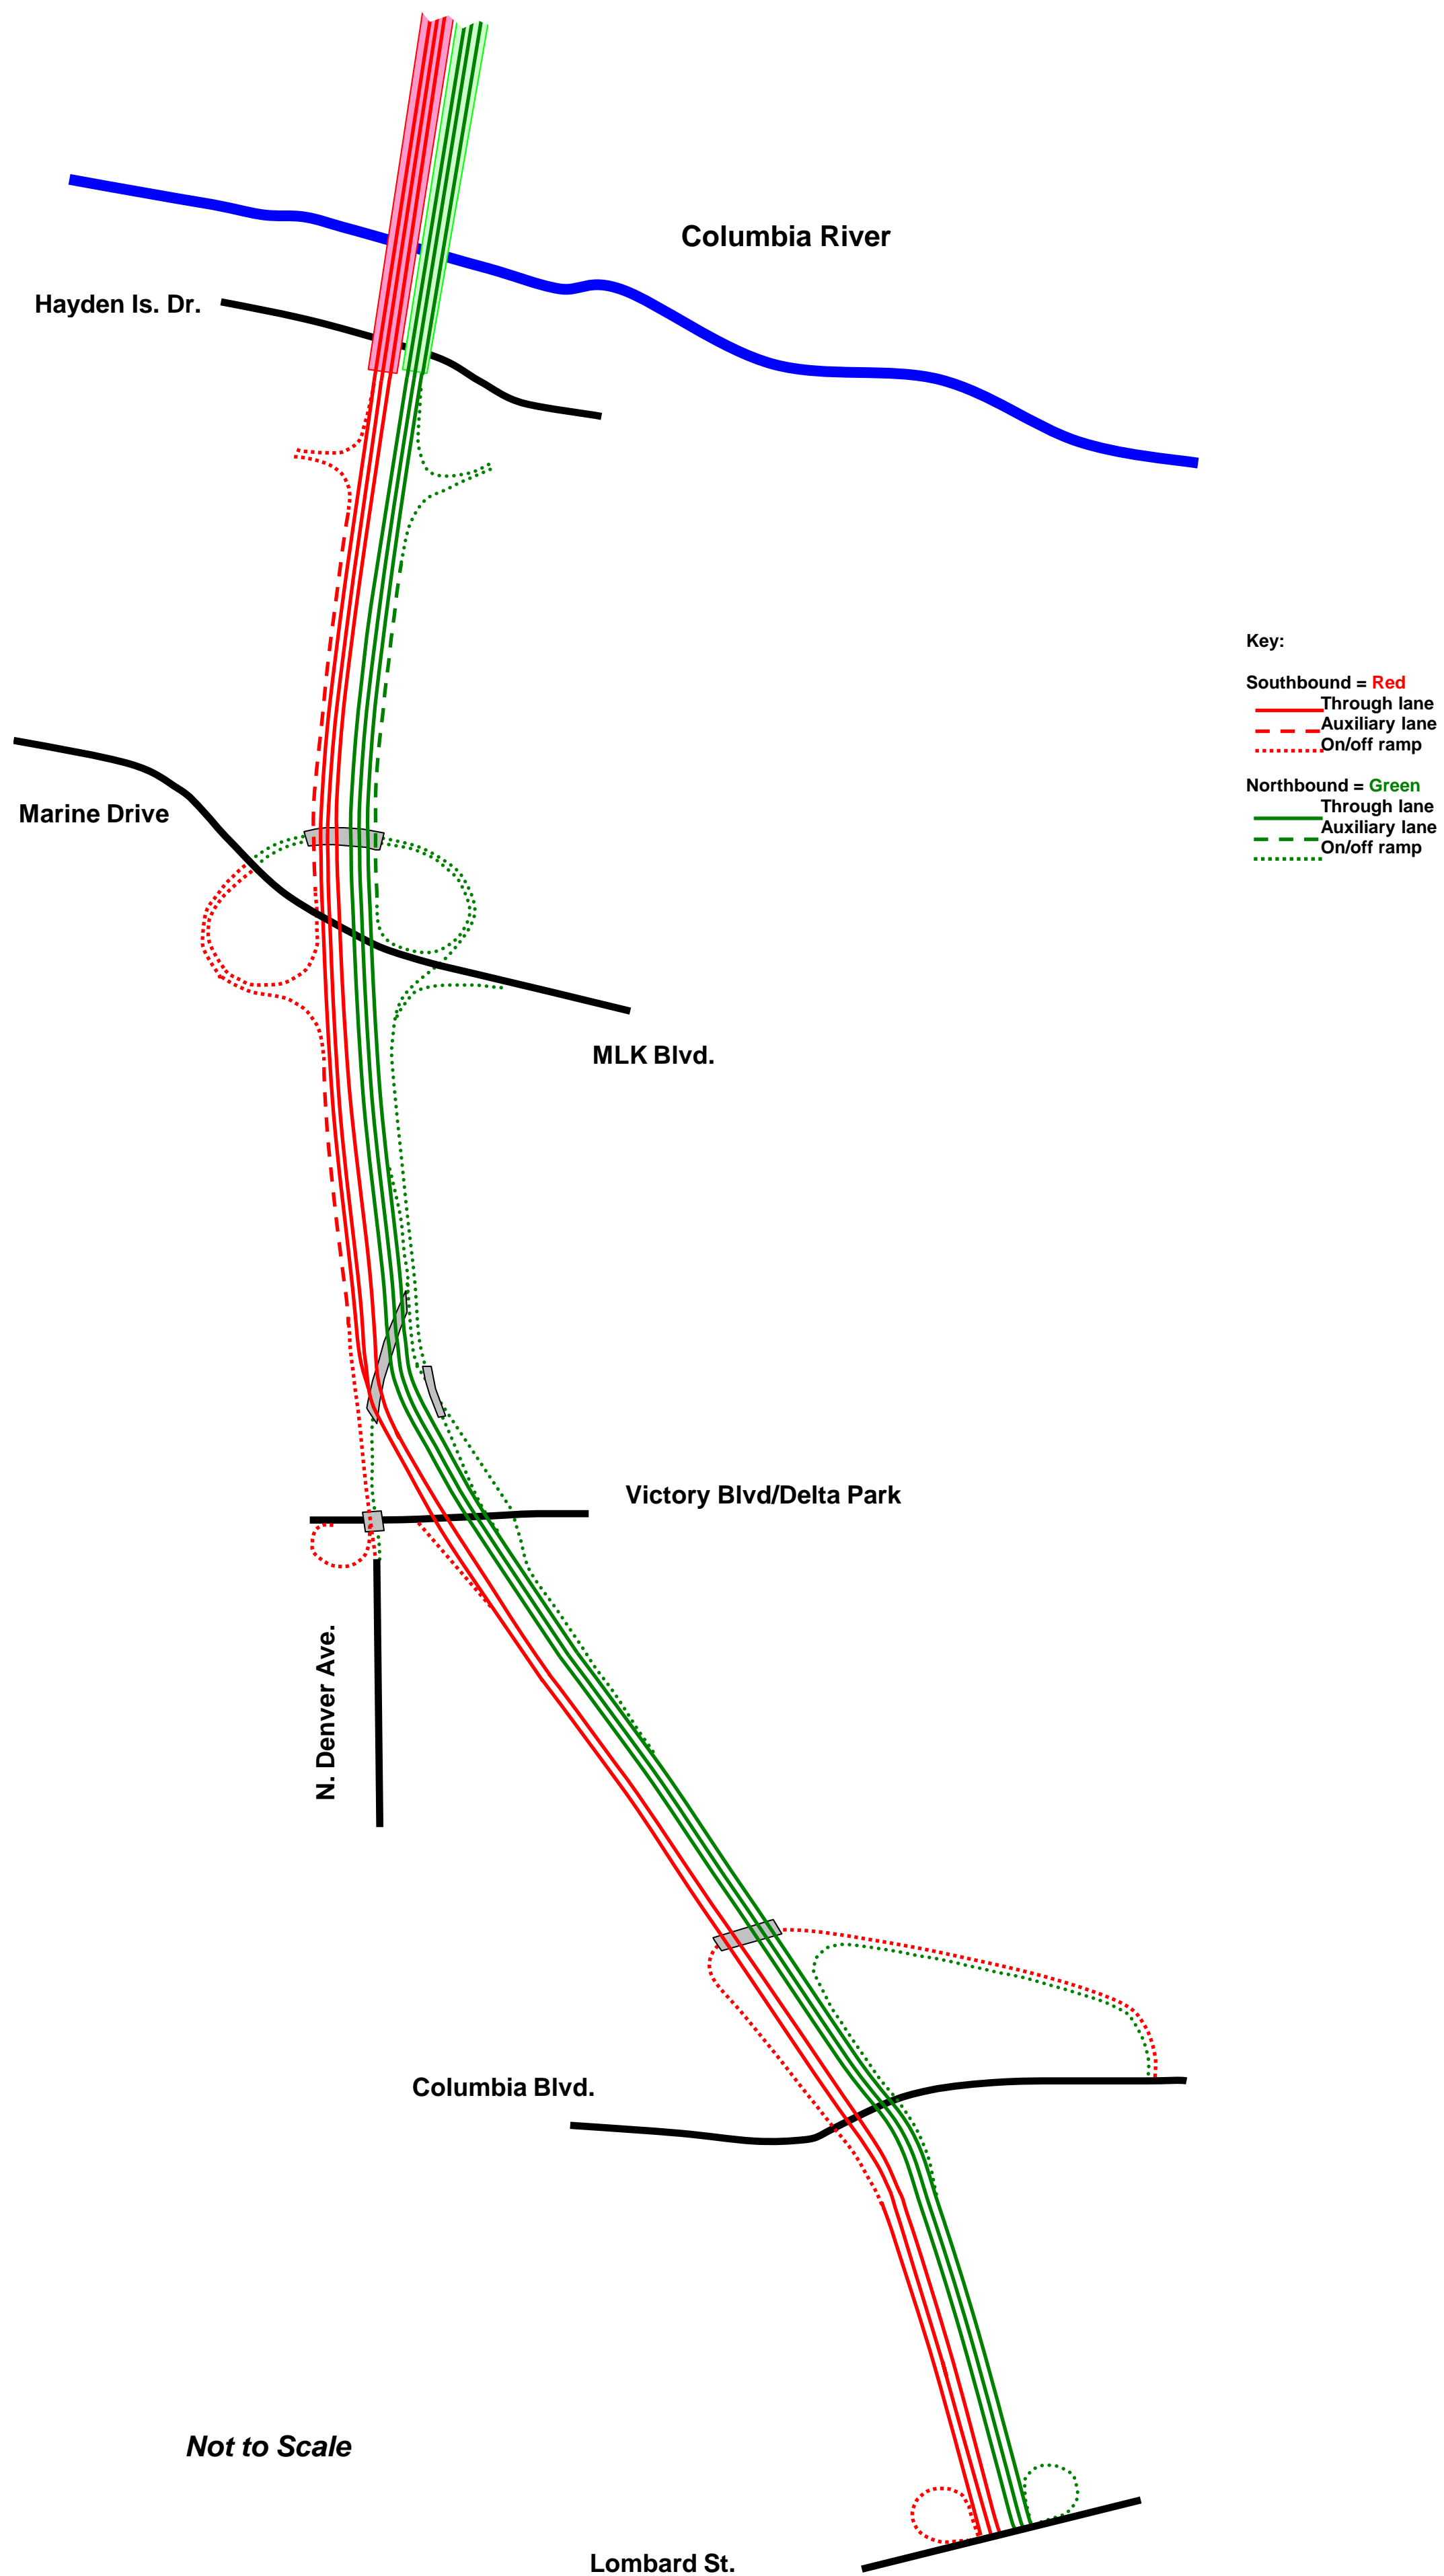 Columbia River
Hayden Is. Dr.
Key:
Southbound = Red
Through lane
Auxiliary lane
On/off ramp
Northbound = Green
Through lane
Auxiliary lane
On/off ramp
Marine Drive
MLK Blvd.
Victory Blvd/Delta Park
N. Denver Ave.
Columbia Blvd.
Not to Scale
Lombard St.